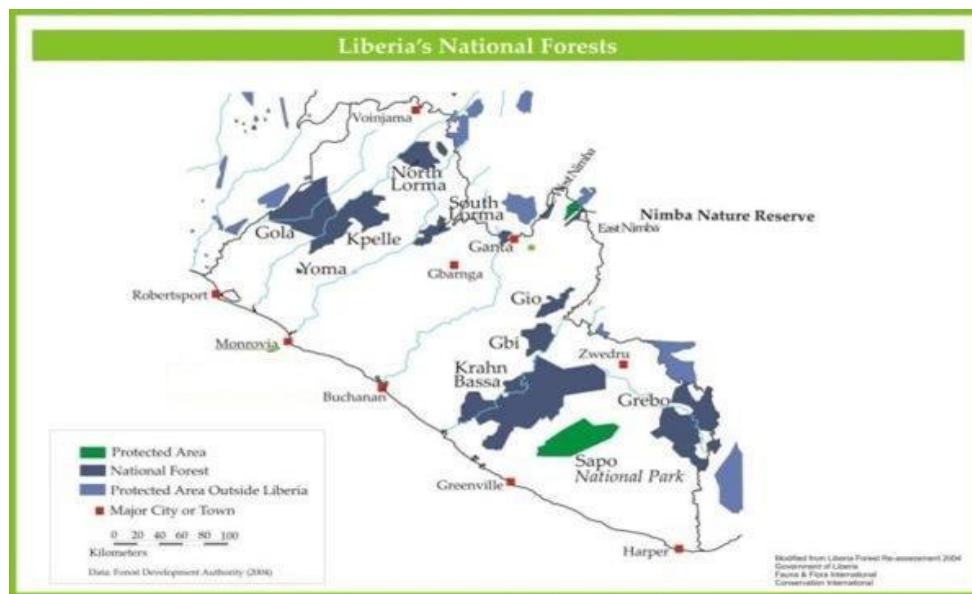 Liberia's National Forests
Voinjama
North
Lorma
West Nimba
South
Lorma
Nimba Nature Reserve
East Nimba
Gola
Kpelle
Ganta
Yoma
Gbarnga
Robertsport
Gio
Monrovia
Gbi
Zwedru
Krahn
Bassa
Buchanan
Grebo
Protected Area
National Forest
Protected Area Outside Liberia
Major City or Town
0 20 40 60 80 100
Kilometers
Data: Forest Development Authority (2004)
Sapo
National Park
Greenville
Harper
Modified from Liberia Forest Re-assessment 2004
Government of Liberia
Fauna & Flora International
Conservation International